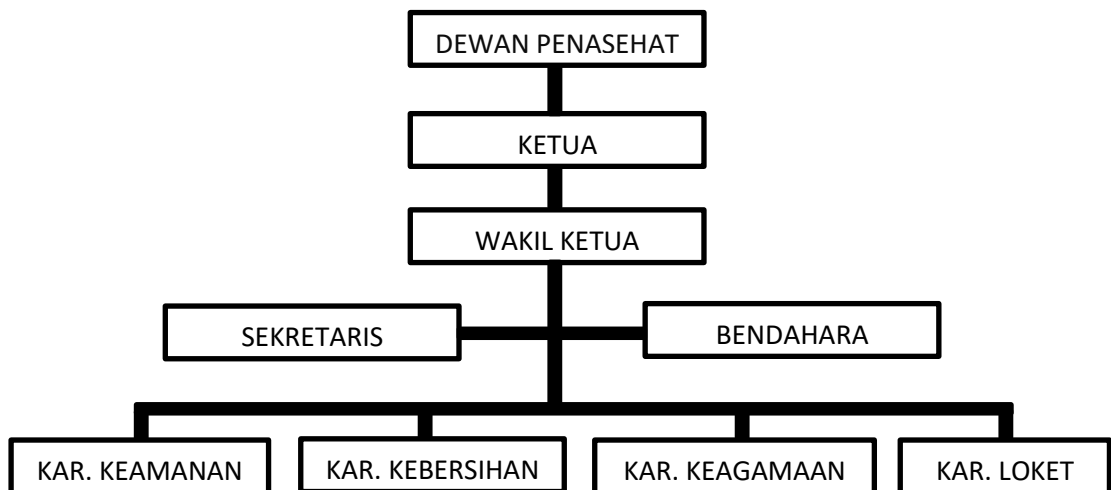 DEWAN PENASEHAT
KETUA
WAKIL KETUA
SEKRETARIS
BENDAHARA
KAR. KEAMANAN
KAR. KEBERSIHAN
KAR. KEAGAMAAN
KAR. LOKET